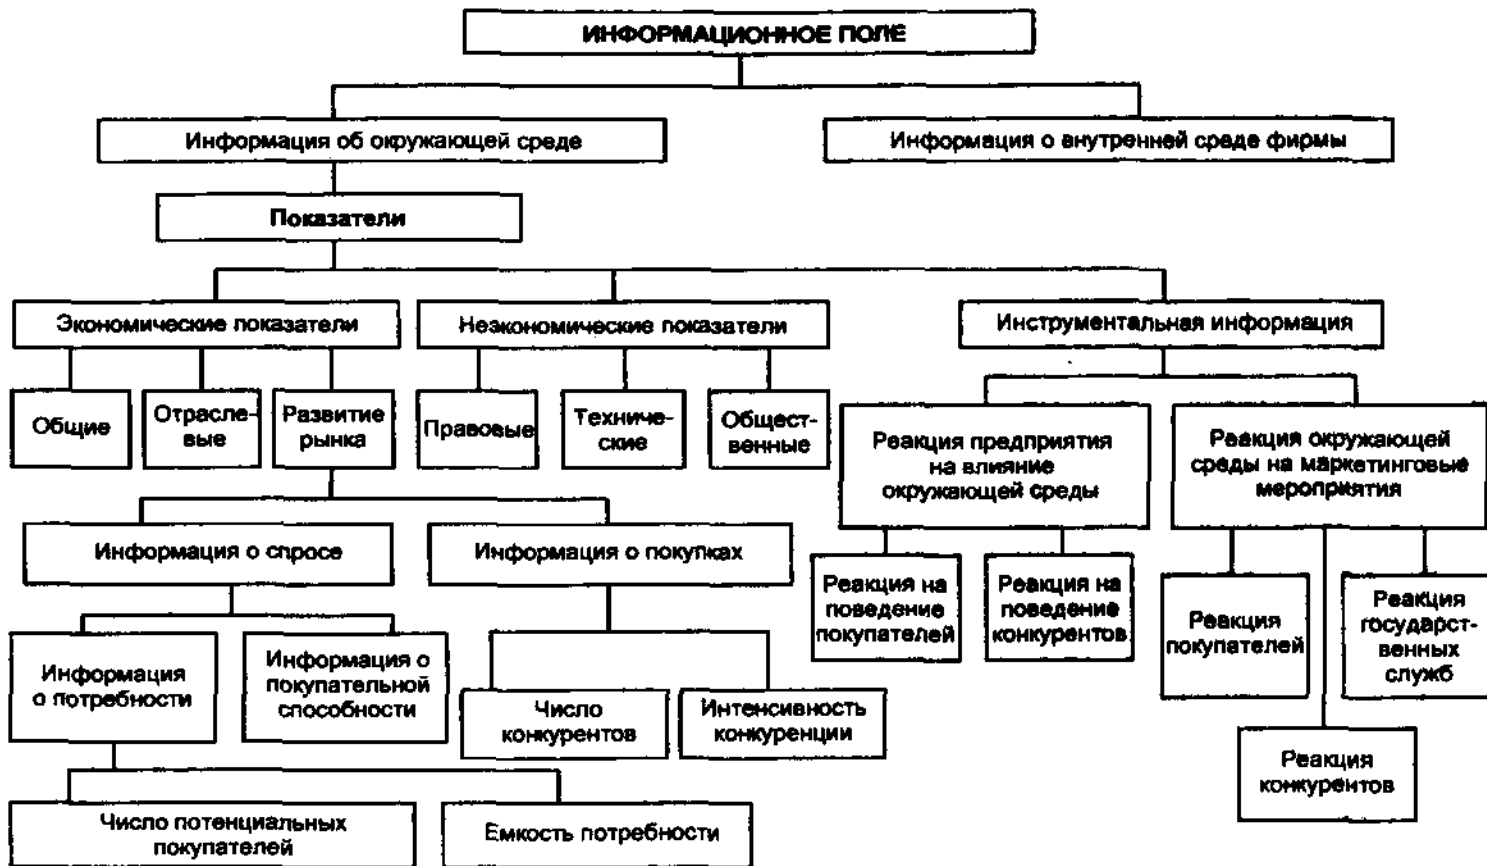 ИНФОРМАЦИОННОЕ ПОЛЕ
Информация об окружающей среде
Информация о внутренней среде фирмы
Показатели
Экономические показатели
Неэкономические показатели
Инструментальная информация
Общие
Отрасле-
вые
Развитие
рынка
Правовые
Техниче-
ские
Общест-
венные
Реакция предприятия
на влияние
окружающей среды
Реакция окружающей
среды на маркетинговые
мероприятия
Информация о спросе
Информация о покупках
Реакция на
поведение
покупателей
Реакция на
поведение
конкурентов
Реакция
покупателей
Реакция
государст-
венных
служб
Информация
о потребности
Информация о
покупательной
способности
Число
конкурентов
Интенсивность
конкуренции
Реакция
конкурентов
Число потенциальных
покупателей
Емкость потребности